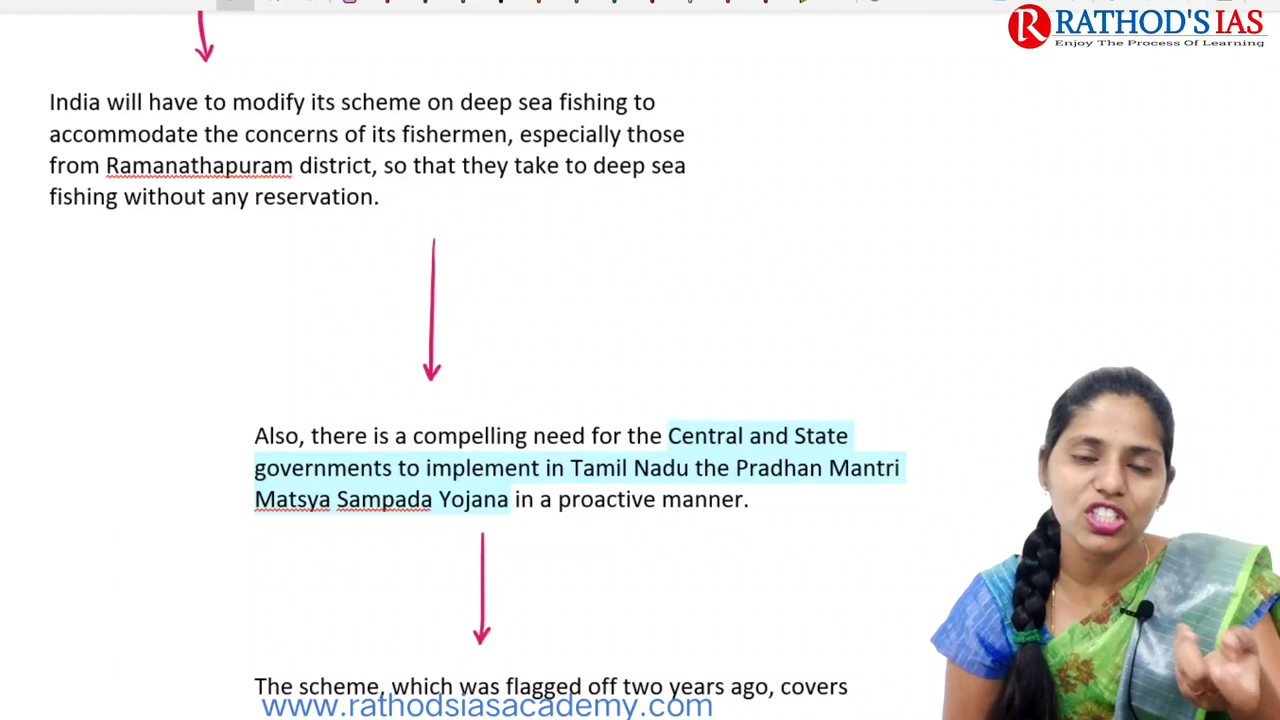 R RATHOD'S IAS
Enjoy The Process Of Learning
India will have to modify its scheme on deep sea fishing to
accommodate the concerns of its fishermen, especially those
from Ramanathapuram district, so that they take to deep sea
fishing without any reservation.
Also, there is a compelling need for the Central and State
governments to implement in Tamil Nadu the Pradhan Mantri
Matsya Sampada Yojana in a proactive manner.
The scheme, which was flagged off two years ago, covers
www.rathodsiasacademy.com